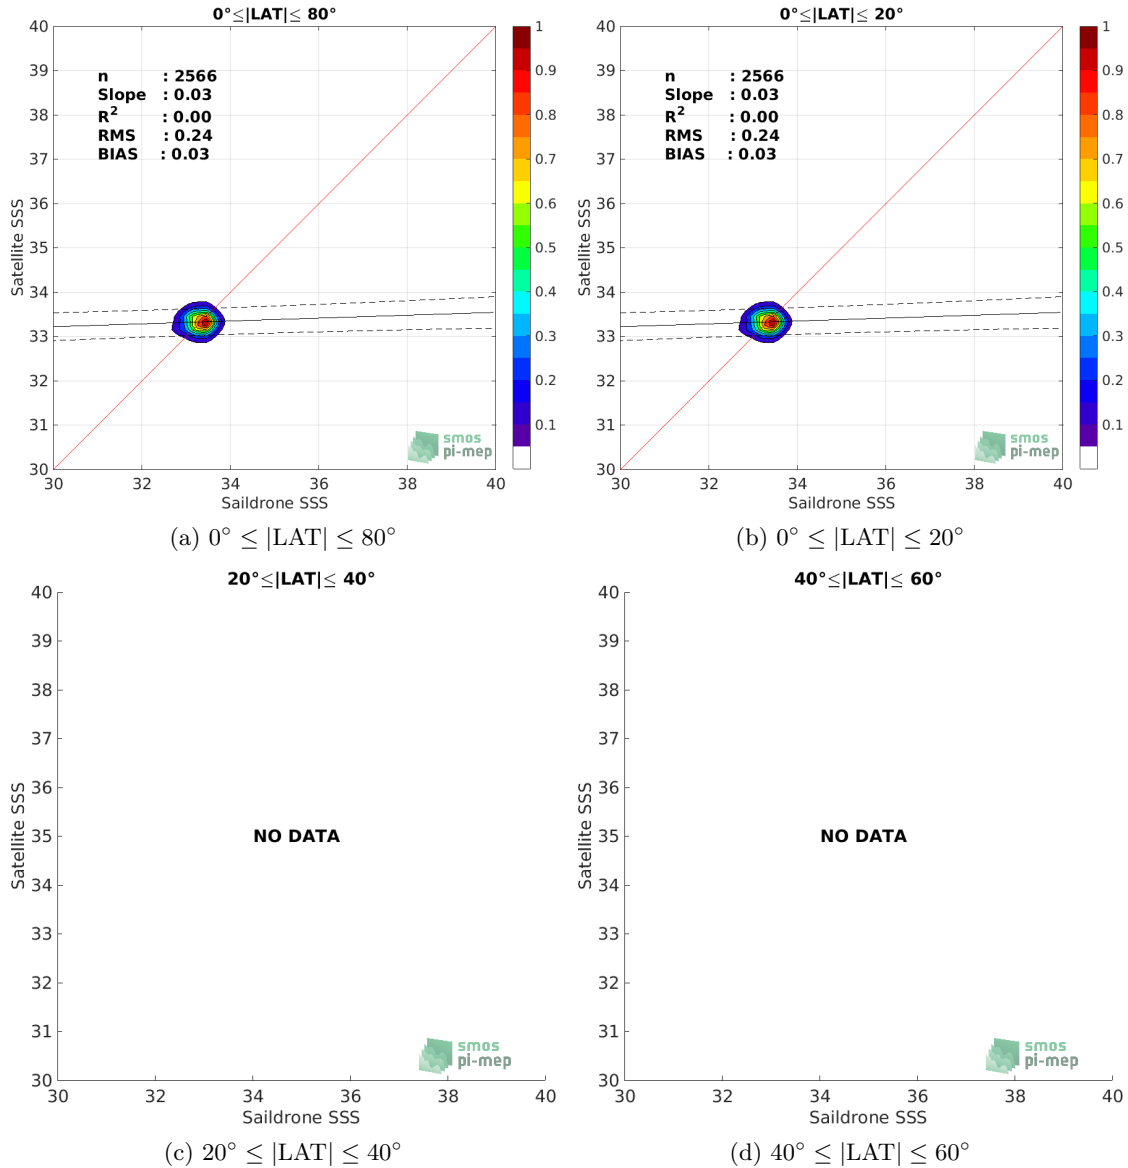 0°≤|LAT|≤ 80°
40
39
38
37
36
35
34
33
32
31
30
Satellite SSS
n : 2566
Slope : 0.03
R² : 0.00
RMS : 0.24
BIAS : 0.03
smos
pi-mep
30 32 34 36 38 40
Saildrone SSS
1
0.9
0.8
0.7
0.6
0.5
0.4
0.3
0.2
0.1
(a) 0° ≤ |LAT| ≤ 80°
0°≤|LAT|≤ 20°
40
39
38
37
36
35
34
33
32
31
30
Satellite SSS
n : 2566
Slope : 0.03
R² : 0.00
RMS : 0.24
BIAS : 0.03
smos
pi-mep
30 32 34 36 38 40
Saildrone SSS
1
0.9
0.8
0.7
0.6
0.5
0.4
0.3
0.2
0.1
(b) 0° ≤ |LAT| ≤ 20°
20°≤|LAT|≤ 40°
40
39
38
37
36
35
34
33
32
31
30
Satellite SSS
NO DATA
smos
pi-mep
30 32 34 36 38 40
Saildrone SSS
(c) 20° ≤ |LAT| ≤ 40°
40°≤|LAT|≤ 60°
40
39
38
37
36
35
34
33
32
31
30
Satellite SSS
NO DATA
smos
pi-mep
30 32 34 36 38 40
Saildrone SSS
(d) 40° ≤ |LAT| ≤ 60°